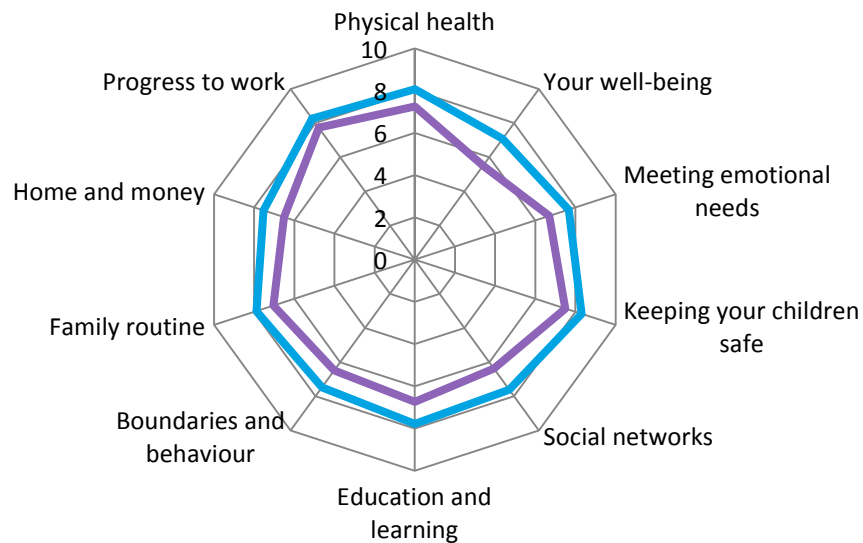 Physical health
10
8
6
4
2
0
Your well-being
Meeting emotional
needs
Keeping your children
safe
Social networks
Education and
learning
Boundaries and
behaviour
Family routine
Home and money
Progress to work